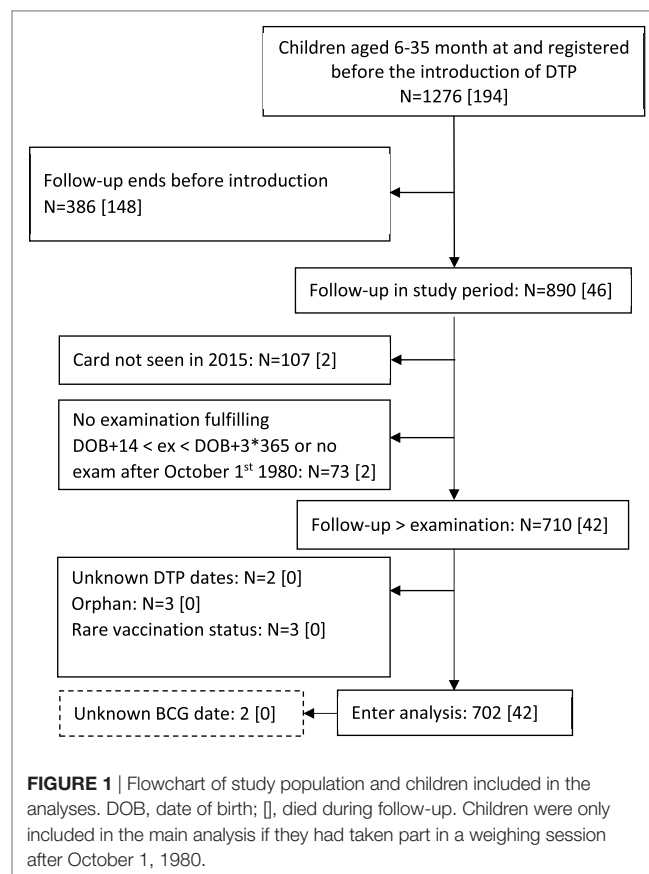 Children aged 6-35 month at and registered
before the introduction of DTP
N=1276 [194]
Follow-up ends before introduction
N=386 [148]
Follow-up in study period: N=890 [46]
Card not seen in 2015: N=107 [2]
No examination fulfilling
DOB+14 < ex < DOB+3*365 or no
exam after October 1st 1980: N=73 [2]
Follow-up > examination: N=710 [42]
Unknown DTP dates: N=2 [0]
Orphan: N=3 [0]
Rare vaccination status: N=3 [0]
Unknown BCG date: 2 [0]
Enter analysis: 702 [42]
FIGURE 1 | Flowchart of study population and children included in the
analyses. DOB, date of birth; [], died during follow-up. Children were only
included in the main analysis if they had taken part in a weighing session
after October 1, 1980.